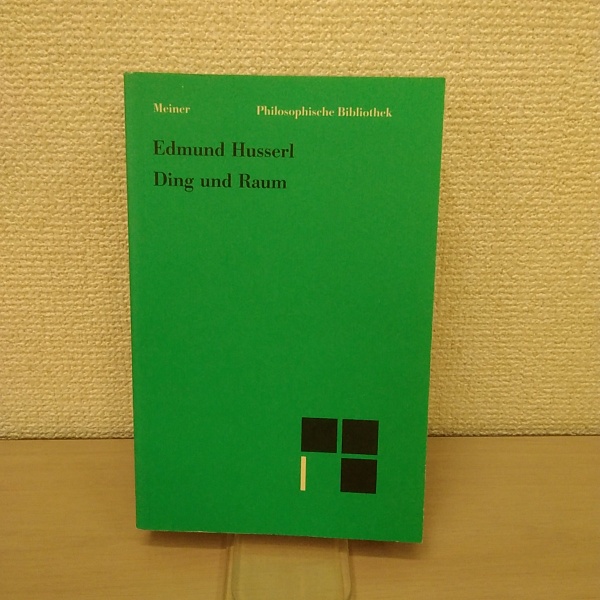 Meiner Philosophische Bibliothek
Edmund Husserl
Ding und Raum